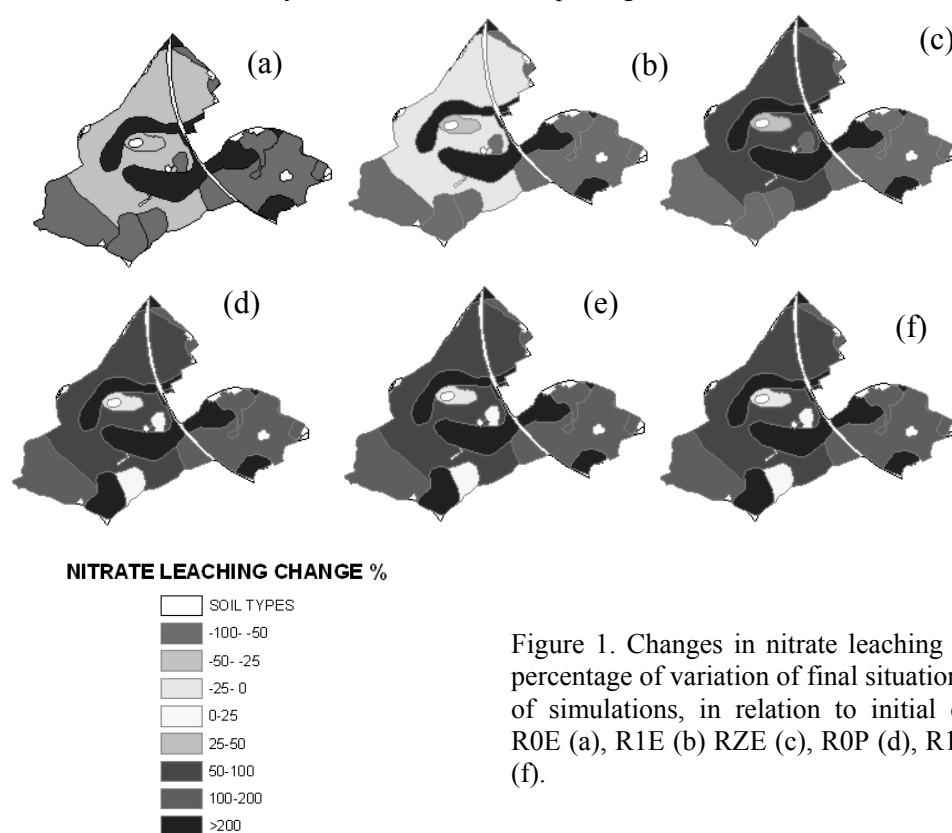 (a)
(b)
(c)
(d)
(e)
(f)
NITRATE LEACHING CHANGE %
SOIL TYPES
-100- -50
-50- -25
-25- 0
0-25
25-50
50-100
100-200
>200
Figure 1. Changes in nitrate leaching
percentage of variation of final situation
of simulations, in relation to initial
R0E (a), R1E (b) RZE (c), R0P (d), R1
(f).